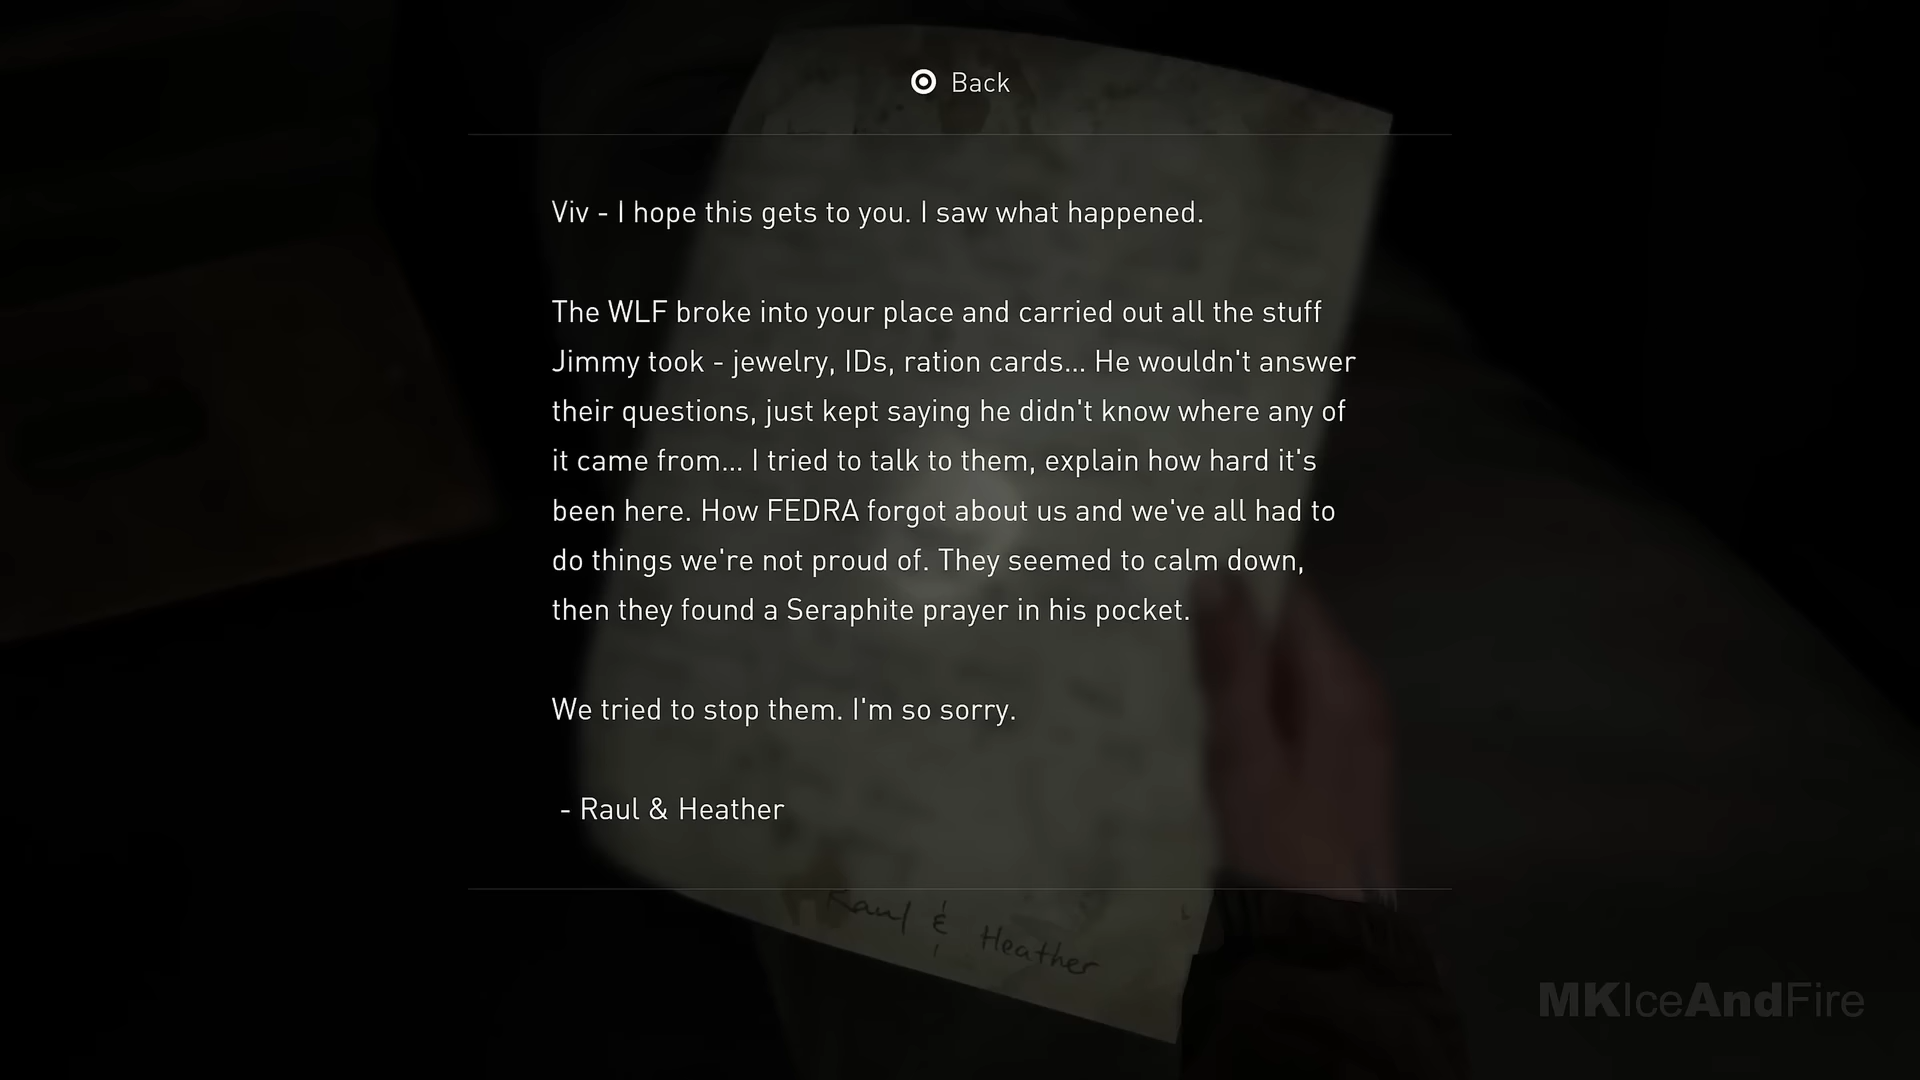 Back
Viv - I hope this gets to you. I saw what happened.
The WLF broke into your place and carried out all the stuff
Jimmy took - jewelry, IDs, ration cards... He wouldn't answer
their questions, just kept saying he didn't know where any of
it came from... I tried to talk to them, explain how hard it's
been here. How FEDRA forgot about us and we've all had to
do things we're not proud of. They seemed to calm down,
then they found a Seraphite prayer in his pocket.
We tried to stop them. I'm so sorry.
- Raul & Heather
Raul & Heather
MKIceAndFire